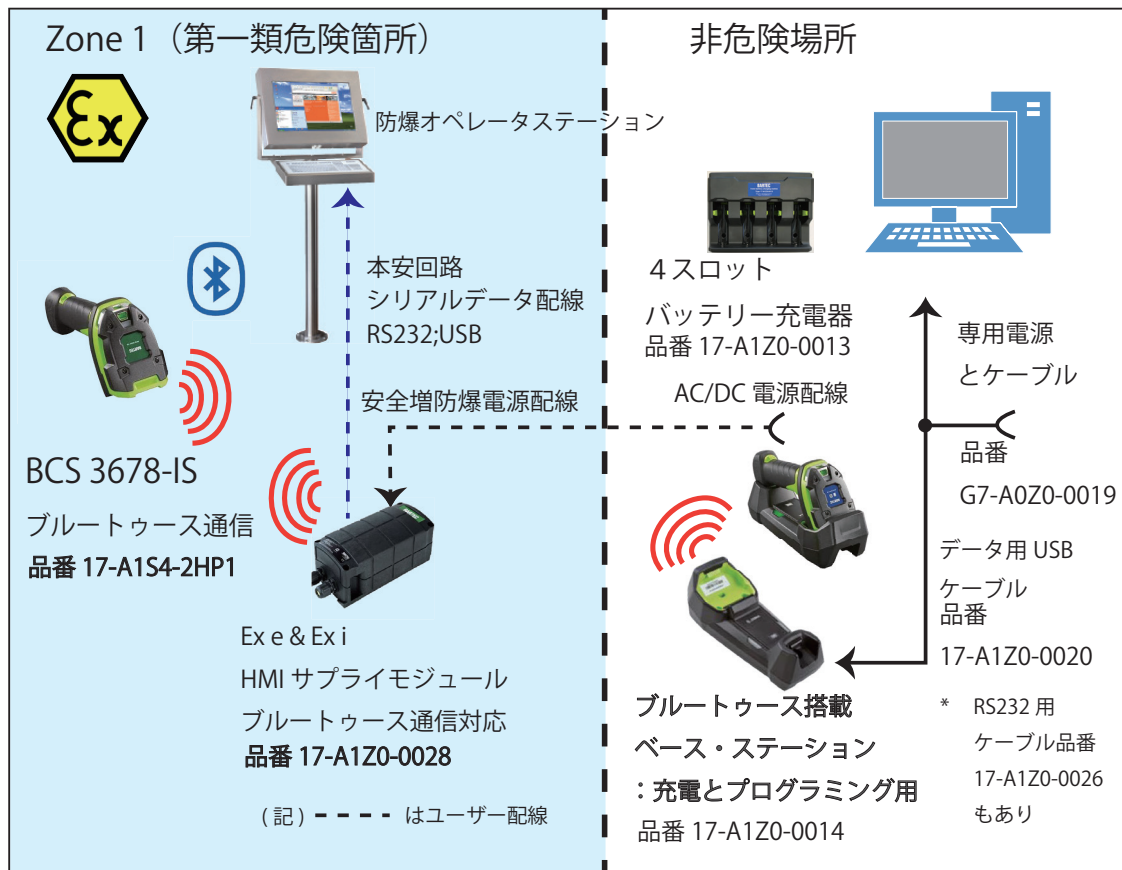 Zone 1（第一類危険箇所）
非危険場所
Ex
防爆オペレータステーション
本安回路
シリアルデータ配線
RS232;USB
安全増防爆電源配線
BCS 3678-IS
ブルートゥース通信
品番 17-A1S4-2HP1
Ex e & Ex i
HMI サプライモジュール
ブルートゥース通信対応
品番 17-A1Z0-0028
(記) ---- はユーザー配線
４スロット
バッテリー充電器
品番 17-A1Z0-0013
AC/DC 電源配線
専用電源
とケーブル
品番
G7-A0Z0-0019
データ用 USB
ケーブル
品番
17-A1Z0-0020
ブルートゥース搭載
ベース・ステーション
：充電とプログラミング用
品番 17-A1Z0-0014
* RS232 用
ケーブル品番
17-A1Z0-0026
もあり